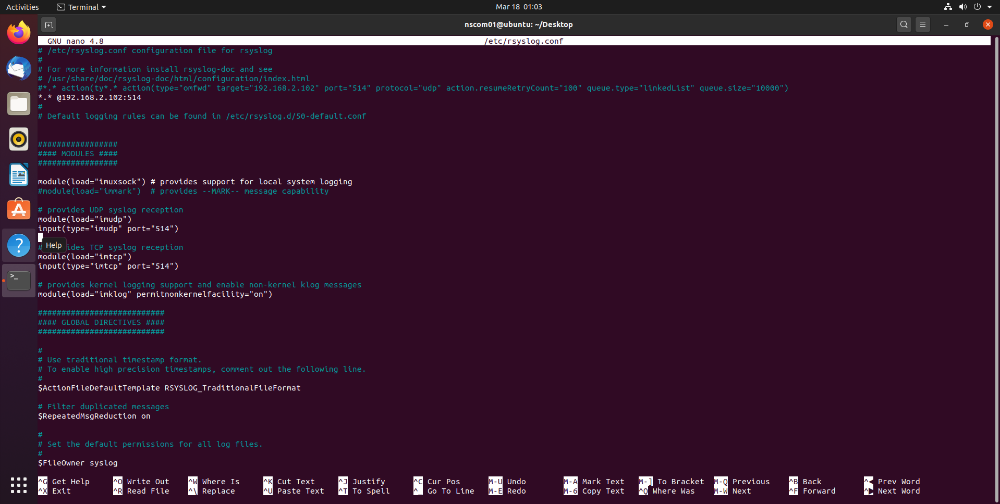 Activities Terminal Mar 18 01:03
nscom01@ubuntu: ~/Desktop
GNU nano 4.8 /etc/rsyslog.conf
# /etc/rsyslog.conf configuration file for rsyslog
#
# For more information install rsyslog-doc and see
# /usr/share/doc/rsyslog-doc/html/configuration/index.html
#*.* action(ty*.* action(type="omfwd" target="192.168.2.102" port="514" protocol="udp" action.resumeRetryCount="100" queue.type="linkedList" queue.size="10000")
*.* @192.168.2.102:514
#
# Default logging rules can be found in /etc/rsyslog.d/50-default.conf
#################
#### MODULES ####
#################
module(load="imuxsock") # provides support for local system logging
#module(load="immark")  # provides --MARK-- message capability
# provides UDP syslog reception
module(load="imudp")
input(type="imudp" port="514")
Help
# ides TCP syslog reception
module(load="imtcp")
input(type="imtcp" port="514")
# provides kernel logging support and enable non-kernel klog messages
module(load="imklog" permitnonkernelfacility="on")
###########################
#### GLOBAL DIRECTIVES ####
###########################
#
# Use traditional timestamp format.
# To enable high precision timestamps, comment out the following line.
#
$ActionFileDefaultTemplate RSYSLOG_TraditionalFileFormat
# Filter duplicated messages
$RepeatedMsgReduction on
#
# Set the default permissions for all log files.
#
$FileOwner syslog
^G Get Help ^O Write Out ^W Where Is ^K Cut Text ^J Justify ^C Cur Pos M-U Undo M-A Mark Text M-] To Bracket M-Q Previous ^B Back ^◀ Prev Word
^X Exit ^R Read File ^\ Replace ^U Paste Text ^T To Spell ^_ Go To Line M-E Redo M-6 Copy Text ^Q Where Was M-W Next ^F Forward ^▶ Next Word